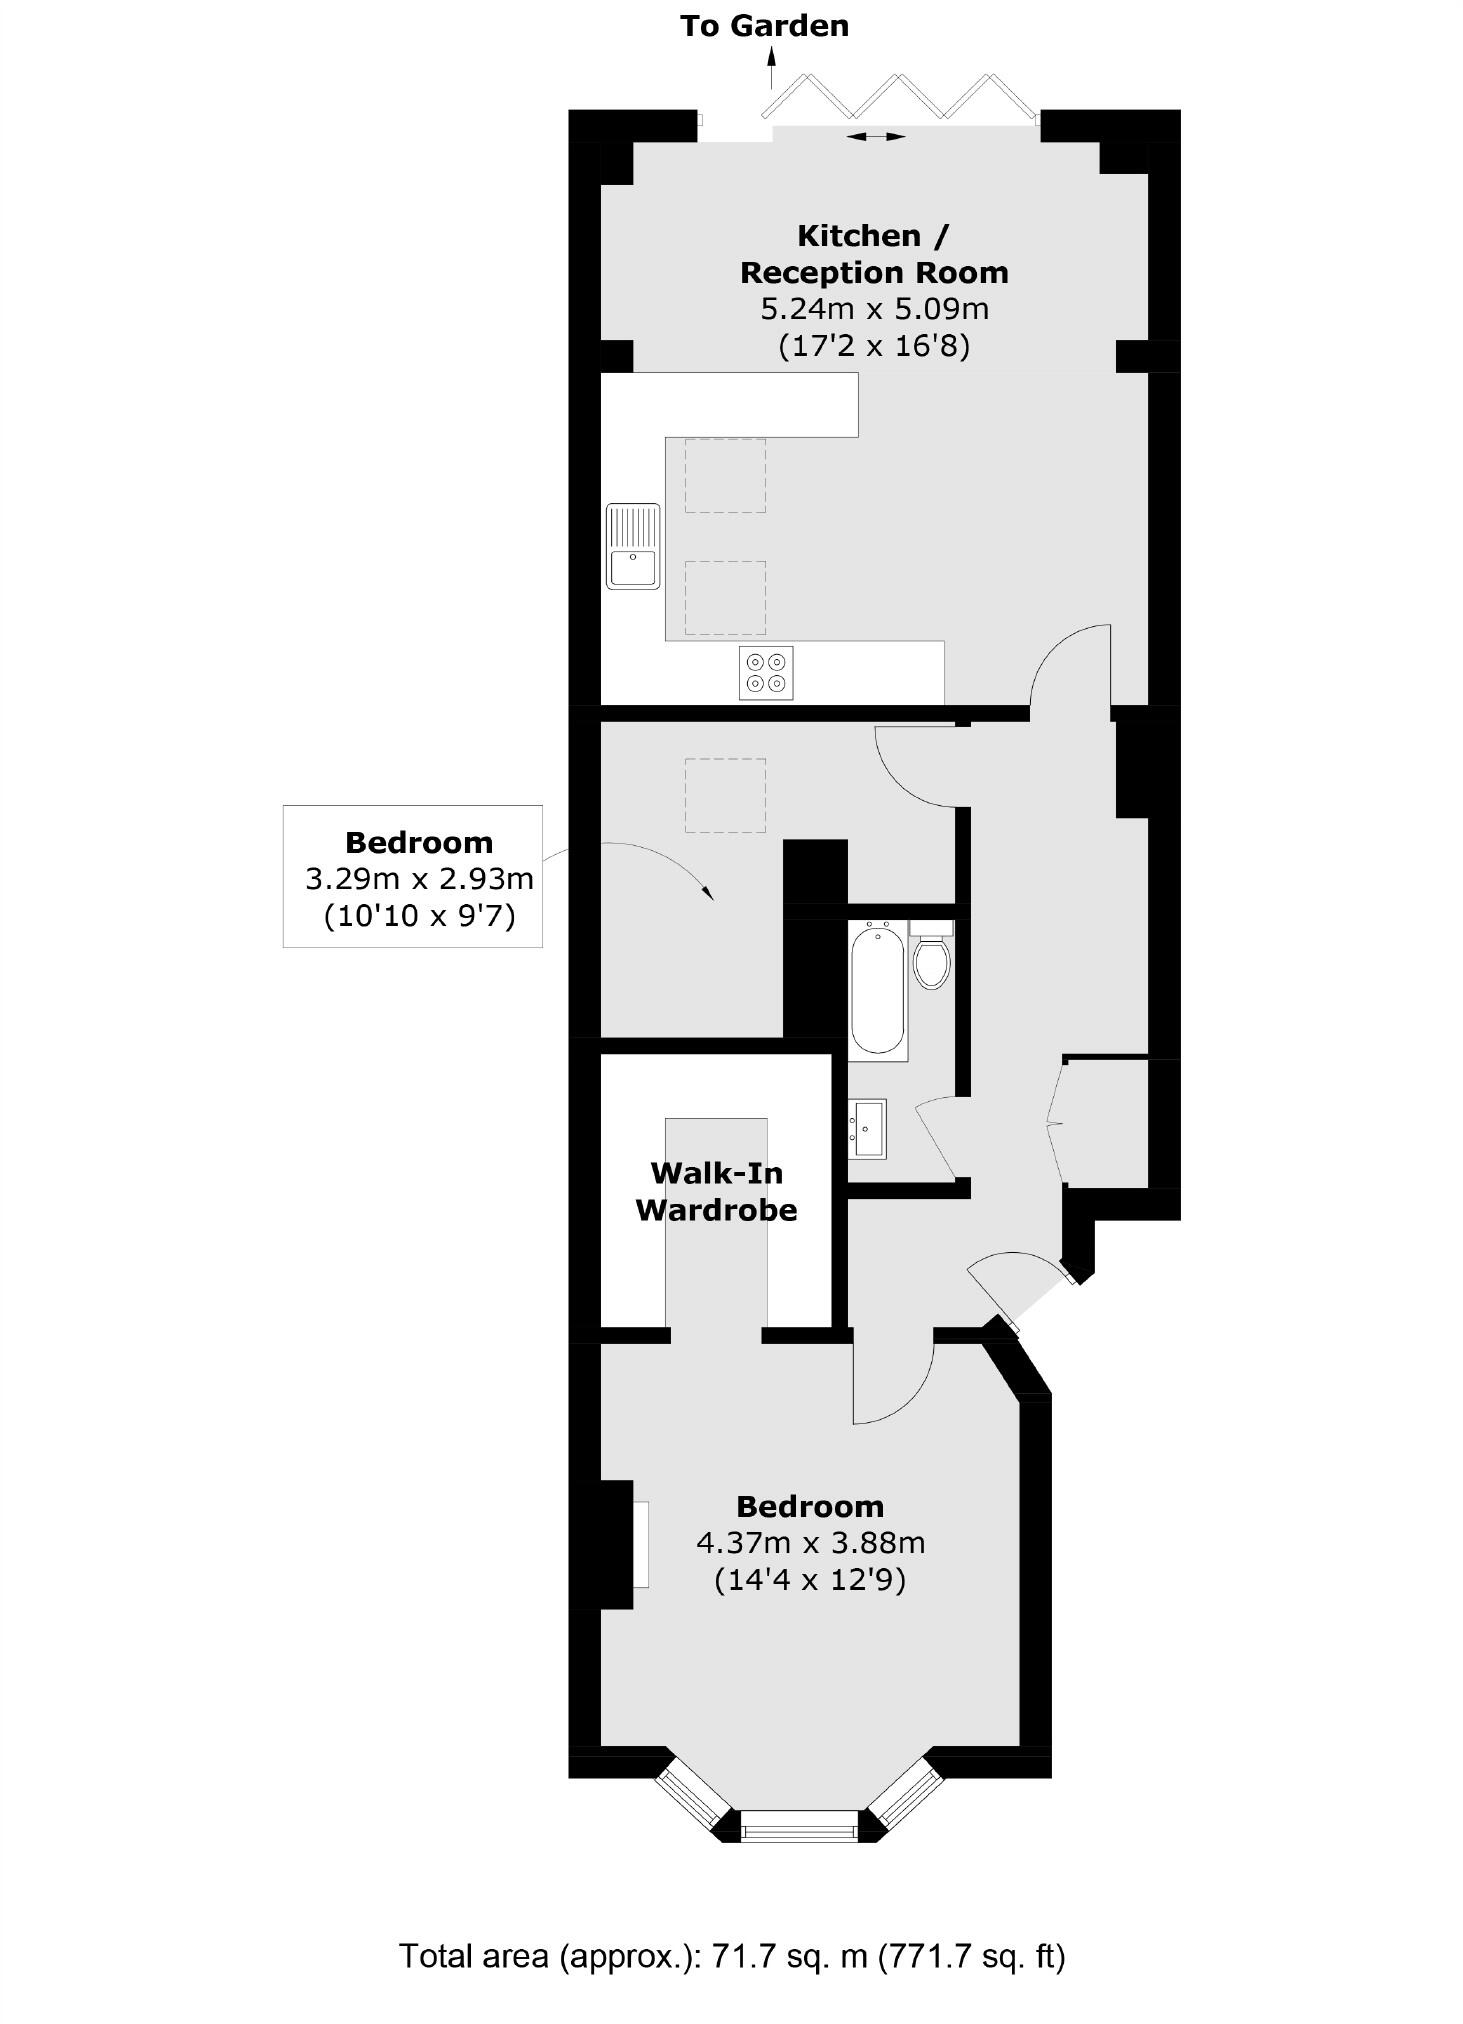 To Garden
Kitchen /
Reception Room
5.24m x 5.09m
(17'2 x 16'8)
Bedroom
3.29m x 2.93m
(10'10 x 9'7)
Walk-In
Wardrobe
Bedroom
4.37m x 3.88m
(14'4 x 12'9)
Total area (approx.): 71.7 sq. m (771.7 sq. ft)